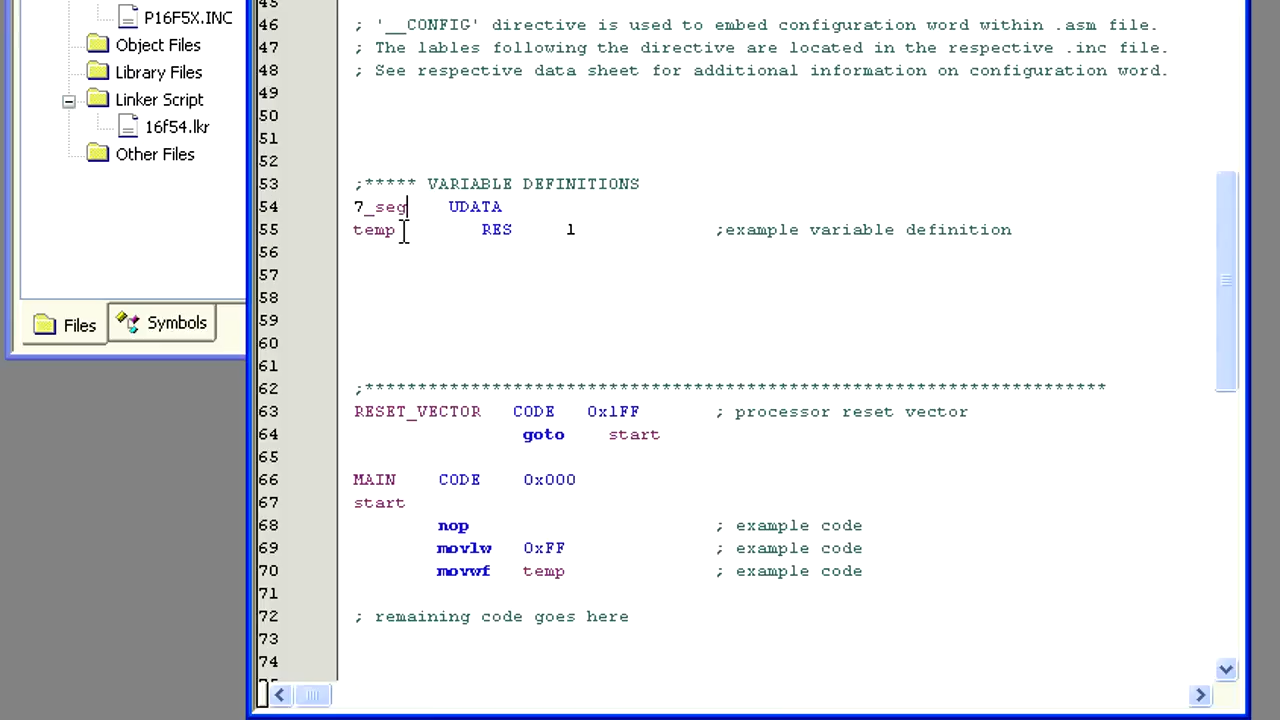 P16F5X.INC
Object Files
Library Files
Linker Script
16f54.lkr
Other Files
Files
Symbols
45
46 ; '__CONFIG' directive is used to embed configuration word within .asm file.
47 ; The lables following the directive are located in the respective .inc file.
48 ; See respective data sheet for additional information on configuration word.
49
50
51
52
53 ;***** VARIABLE DEFINITIONS
54 7_seg UDATA
55 temp RES 1 ;example variable definition
56
57
58
59
60
61
62 ;***********************************************************************
63 RESET_VECTOR CODE 0x1FF ; processor reset vector
64 goto start
65
66 MAIN CODE 0x000
67 start
68 nop ; example code
69 movlw 0xFF ; example code
70 movwf temp ; example code
71
72 ; remaining code goes here
73
74